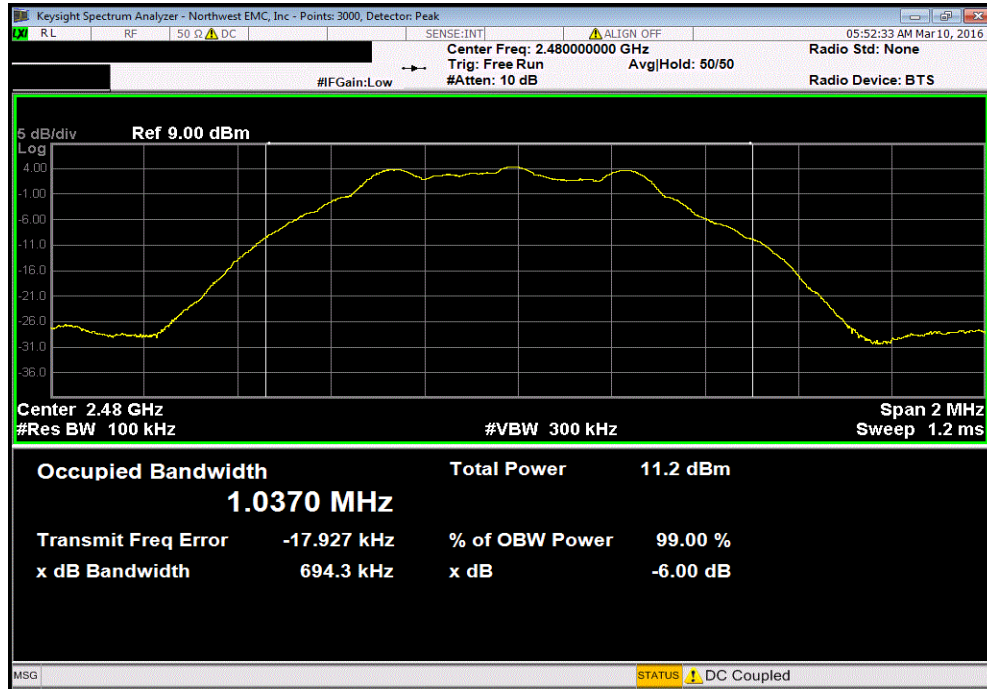 Keysight Spectrum Analyzer - Northwest EMC, Inc - Points: 3000, Detector: Peak
LXI RL RF 50 Ω DC SENSE:INT ALIGN OFF 05:52:33 AM Mar 10, 2016
Center Freq: 2.480000000 GHz Radio Std: None
Trig: Free Run Avg|Hold: 50/50
#IFGain:Low #Atten: 10 dB Radio Device: BTS
5 dB/div Ref 9.00 dBm
Log
4.00
-1.00
-6.00
-11.0
-16.0
-21.0
-26.0
-31.0
-36.0
Center 2.48 GHz Span 2 MHz
#Res BW 100 kHz #VBW 300 kHz Sweep 1.2 ms
Occupied Bandwidth Total Power 11.2 dBm
1.0370 MHz
Transmit Freq Error -17.927 kHz % of OBW Power 99.00 %
x dB Bandwidth 694.3 kHz x dB -6.00 dB
MSG STATUS DC Coupled